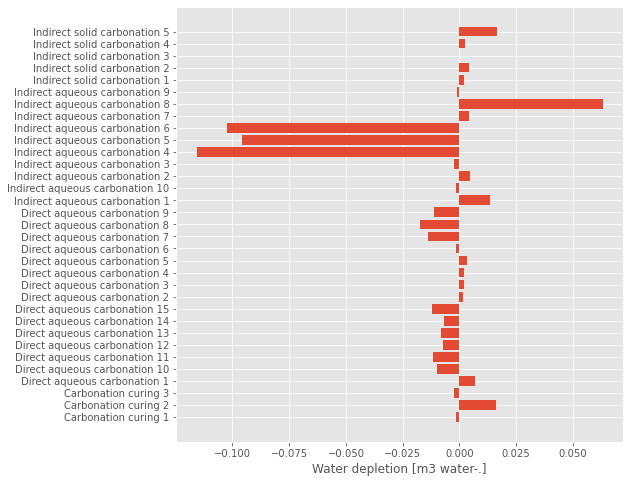 Indirect solid carbonation 5
Indirect solid carbonation 4
Indirect solid carbonation 3
Indirect solid carbonation 2
Indirect solid carbonation 1
Indirect aqueous carbonation 9
Indirect aqueous carbonation 8
Indirect aqueous carbonation 7
Indirect aqueous carbonation 6
Indirect aqueous carbonation 5
Indirect aqueous carbonation 4
Indirect aqueous carbonation 3
Indirect aqueous carbonation 2
Indirect aqueous carbonation 10
Indirect aqueous carbonation 1
Direct aqueous carbonation 9
Direct aqueous carbonation 8
Direct aqueous carbonation 7
Direct aqueous carbonation 6
Direct aqueous carbonation 5
Direct aqueous carbonation 4
Direct aqueous carbonation 3
Direct aqueous carbonation 2
Direct aqueous carbonation 15
Direct aqueous carbonation 14
Direct aqueous carbonation 13
Direct aqueous carbonation 12
Direct aqueous carbonation 11
Direct aqueous carbonation 10
Direct aqueous carbonation 1
Carbonation curing 3
Carbonation curing 2
Carbonation curing 1
−0.100 −0.075 −0.050 −0.025 0.000 0.025 0.050
Water depletion [m3 water-.]